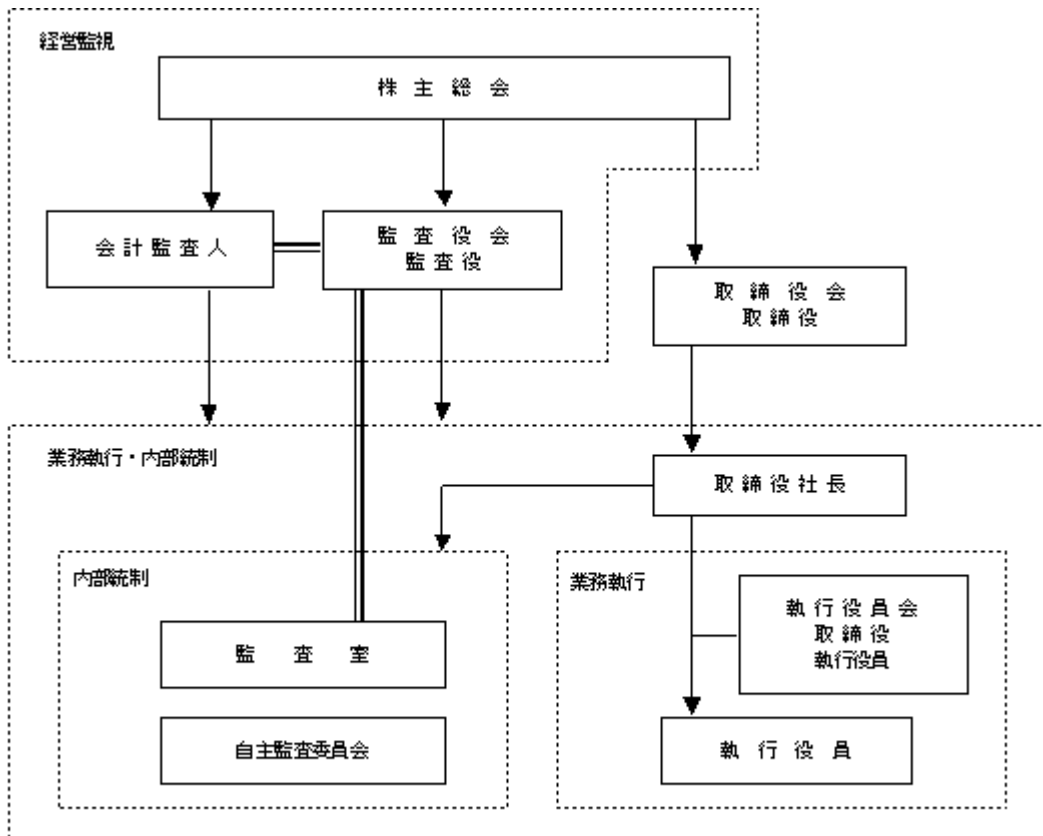 経営監視
株主総会
会計監査人
監査役会
監査役
取締役会
取締役
業務執行・内部統制
取締役社長
内部統制
業務執行
監査室
執行役員会
取締役
執行役員
自主監査委員会
執行役員